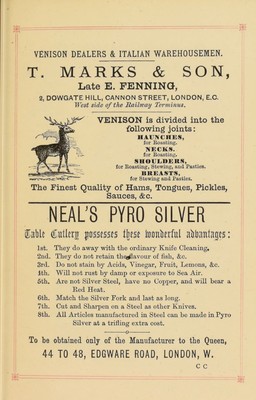 VENISON DEALERS & ITALIAN WAREHOUSEMEN.
T. MARKS & SON,
Late E. FENNING,
2, DOWGATE HILL, CANNON STREET, LONDON, E.C.
West side of the Railway Terminus.
VENISON is divided into the
following joints:
HAUNCHES,
for Roasting.
NECKS,
for Roasting.
SHOULDERS,
for Roasting, Stewing, and Pasties.
BREASTS,
for Stewing and Pasties.
The Finest Quality of Hams, Tongues, Pickles,
Sauces, &c.
NEAL'S PYRO SILVER
Table Cutlery possesses these wonderful advantages:
1st. They do away with the ordinary Knife Cleaning,
2nd. They do not retain the flavour of fish, &c.
3rd. Do not stain by Acids, Vinegar, Fruit, Lemons, &c.
4th. Will not rust by damp or exposure to Sea Air.
5th. Are not Silver Steel, have no Copper, and will bear a
Red Heat.
6th. Match the Silver Fork and last as long.
7th. Cut and Sharpen on a Steel as other Knives.
8th. All Articles manufactured in Steel can be made in Pyro
Silver at a trifling extra cost.
To be obtained only of the Manufacturer to the Queen,
44 TO 48, EDGWARE ROAD, LONDON, W.
C C